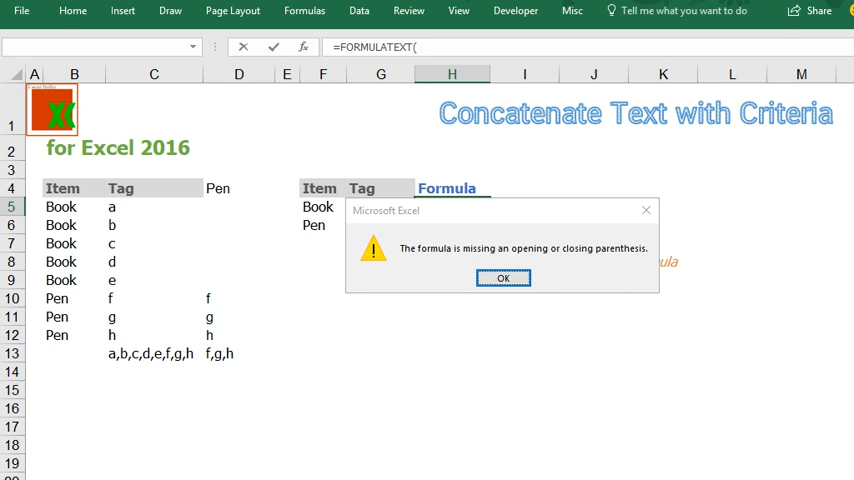 File Home Insert Draw Page Layout Formulas Data Review View Developer Misc Tell me what you want to do Share
fx =FORMULATEXT(
A B C D E F G H I J K L M
1 Concatenate Text with Criteria
2 for Excel 2016
3
4 Item Tag Pen Item Tag Formula
5 Book a Book
6 Book b Pen
7 Book c
8 Book d ula
9 Book e
10 Pen f f
11 Pen g g
12 Pen h h
13 a,b,c,d,e,f,g,h f,g,h
14
15
16
17
18
19
Microsoft Excel
The formula is missing an opening or closing parenthesis.
OK